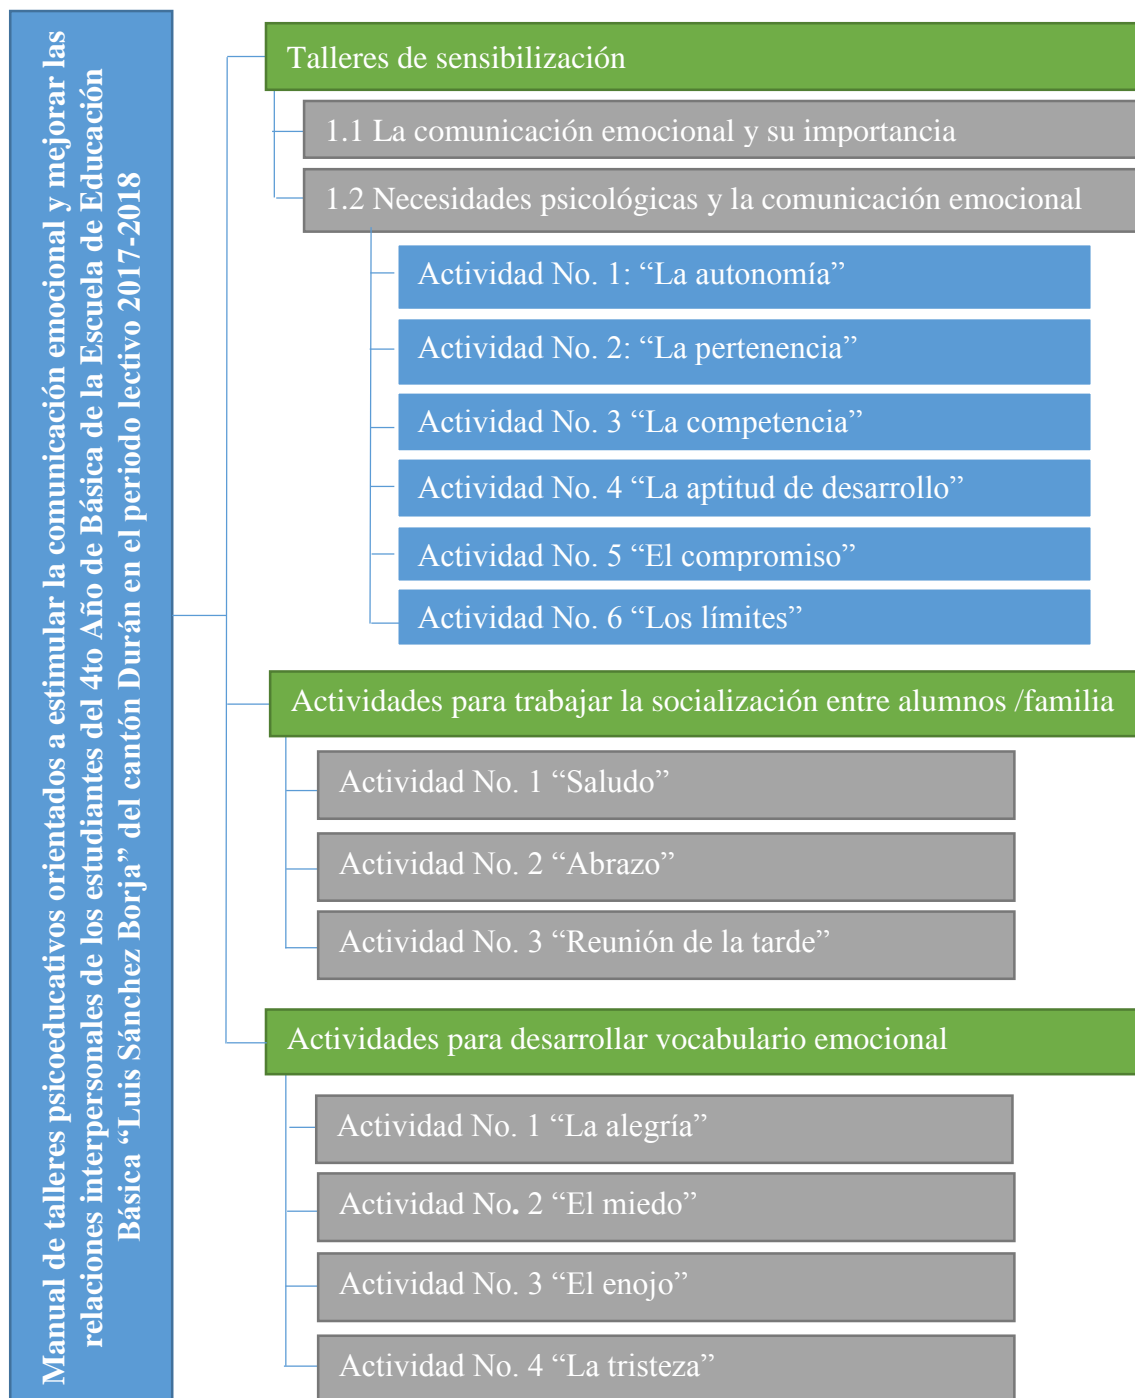 Manual de talleres psicoeducativos orientados a estimular la comunicación emocional y mejorar las
relaciones interpersonales de los estudiantes del 4to Año de Básica de la Escuela de Educación
Básica “Luis Sánchez Borja” del cantón Durán en el periodo lectivo 2017-2018
Talleres de sensibilización
1.1 La comunicación emocional y su importancia
1.2 Necesidades psicológicas y la comunicación emocional
Actividad No. 1: “La autonomía”
Actividad No. 2: “La pertenencia”
Actividad No. 3 “La competencia”
Actividad No. 4 “La aptitud de desarrollo”
Actividad No. 5 “El compromiso”
Actividad No. 6 “Los límites”
Actividades para trabajar la socialización entre alumnos /familia
Actividad No. 1 “Saludo”
Actividad No. 2 “Abrazo”
Actividad No. 3 “Reunión de la tarde”
Actividades para desarrollar vocabulario emocional
Actividad No. 1 “La alegría”
Actividad No. 2 “El miedo”
Actividad No. 3 “El enojo”
Actividad No. 4 “La tristeza”